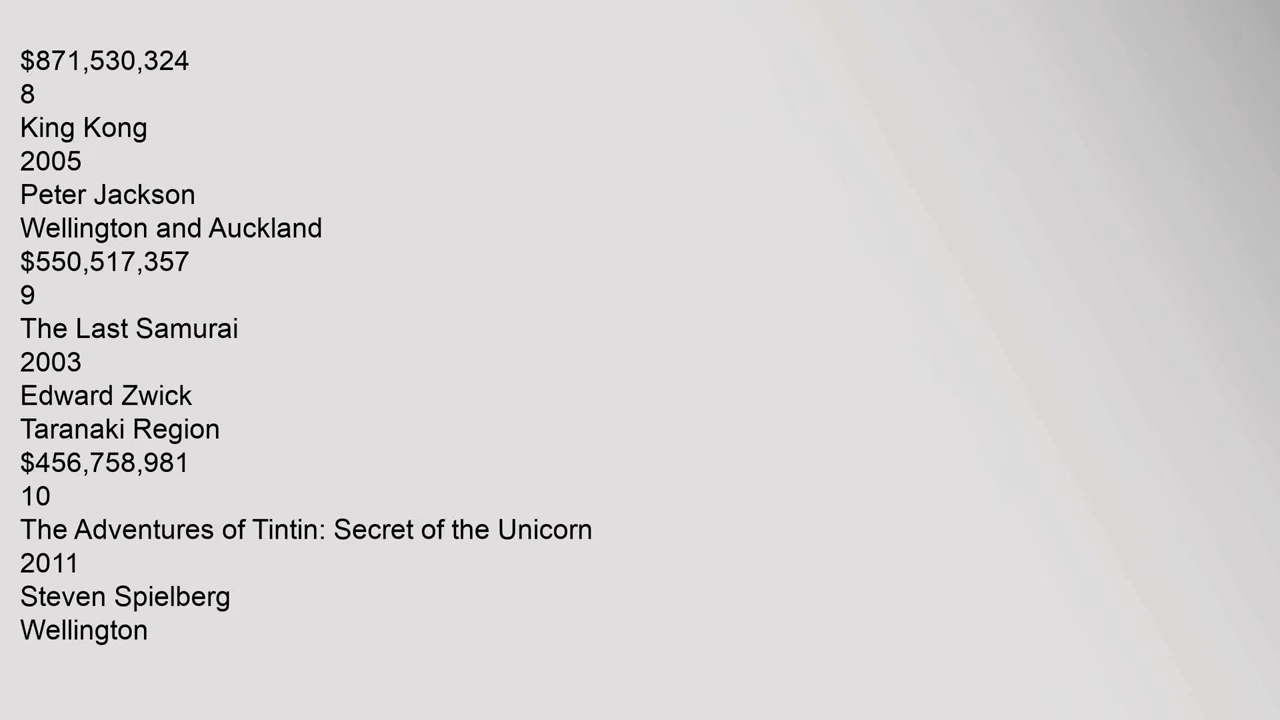 $871,530,324
8
King Kong
2005
Peter Jackson
Wellington and Auckland
$550,517,357
9
The Last Samurai
2003
Edward Zwick
Taranaki Region
$456,758,981
10
The Adventures of Tintin: Secret of the Unicorn
2011
Steven Spielberg
Wellington